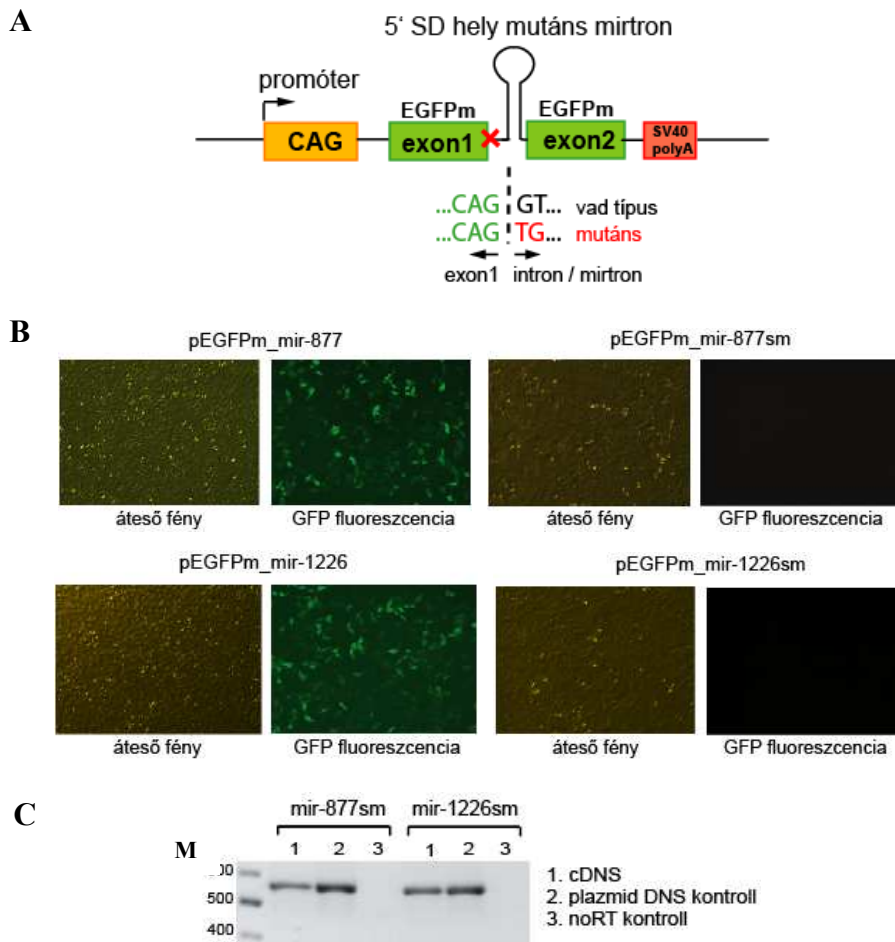 A
5' SD hely mutáns mirtron
promóter
EGFPm
EGFPm
CAG
exon1
exon2
SV40
polyA
...CAG GT... vad típus
...CAG TG... mutáns
exon1 intron / mirtron
B
pEGFPm_mir-877
pEGFPm_mir-877sm
áteső fény
GFP fluoreszcencia
áteső fény
GFP fluoreszcencia
pEGFPm_mir-1226
pEGFPm_mir-1226sm
áteső fény
GFP fluoreszcencia
áteső fény
GFP fluoreszcencia
C
mir-877sm
mir-1226sm
M
1 2 3 1 2 3
500
400
1. cDNS
2. plazmid DNS kontroll
3. noRT kontroll